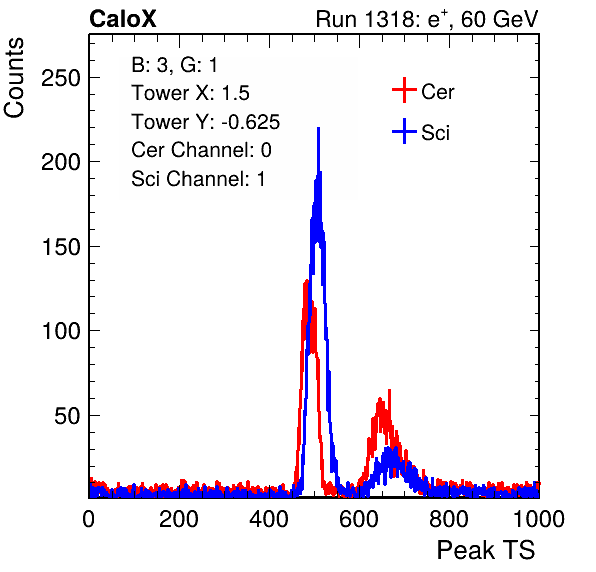 CaloX Run 1318: e⁺, 60 GeV
Counts
B: 3, G: 1
Tower X: 1.5
Tower Y: -0.625
Cer Channel: 0
Sci Channel: 1
Cer
Sci
250
200
150
100
50
0 200 400 600 800 1000
Peak TS